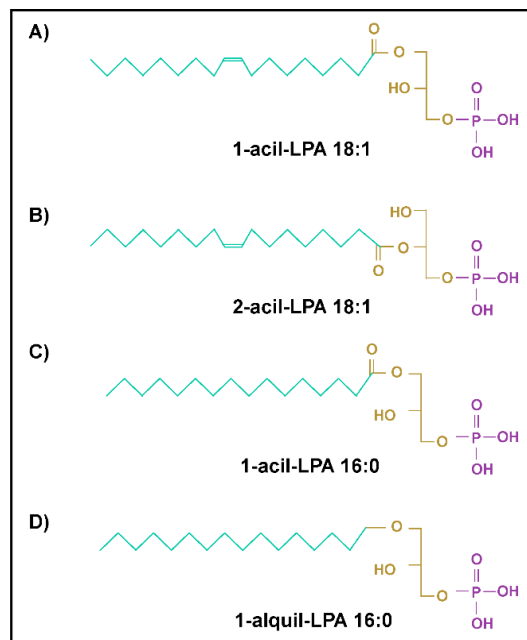 A)
O
O
HO
O
O
P
OH
OH
1-acil-LPA 18:1
B)
HO
O
O
O
O
P
OH
OH
2-acil-LPA 18:1
C)
O
O
HO
O
O
P
OH
OH
1-acil-LPA 16:0
D)
O
HO
O
O
P
OH
OH
1-alquil-LPA 16:0